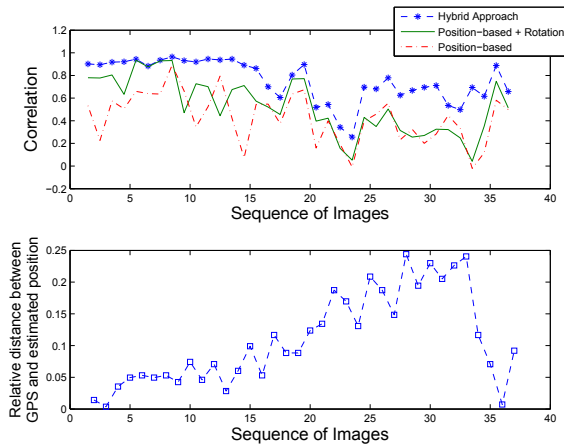 Hybrid Approach
Position-based + Rotation
Position-based
1.2
1
0.8
0.6
0.4
0.2
0
-0.2
Correlation
0 5 10 15 20 25 30 35 40
Sequence of Images
0.25
0.2
0.15
0.1
0.05
0
Relative distance between
GPS and estimated position
0 5 10 15 20 25 30 35 40
Sequence of Images